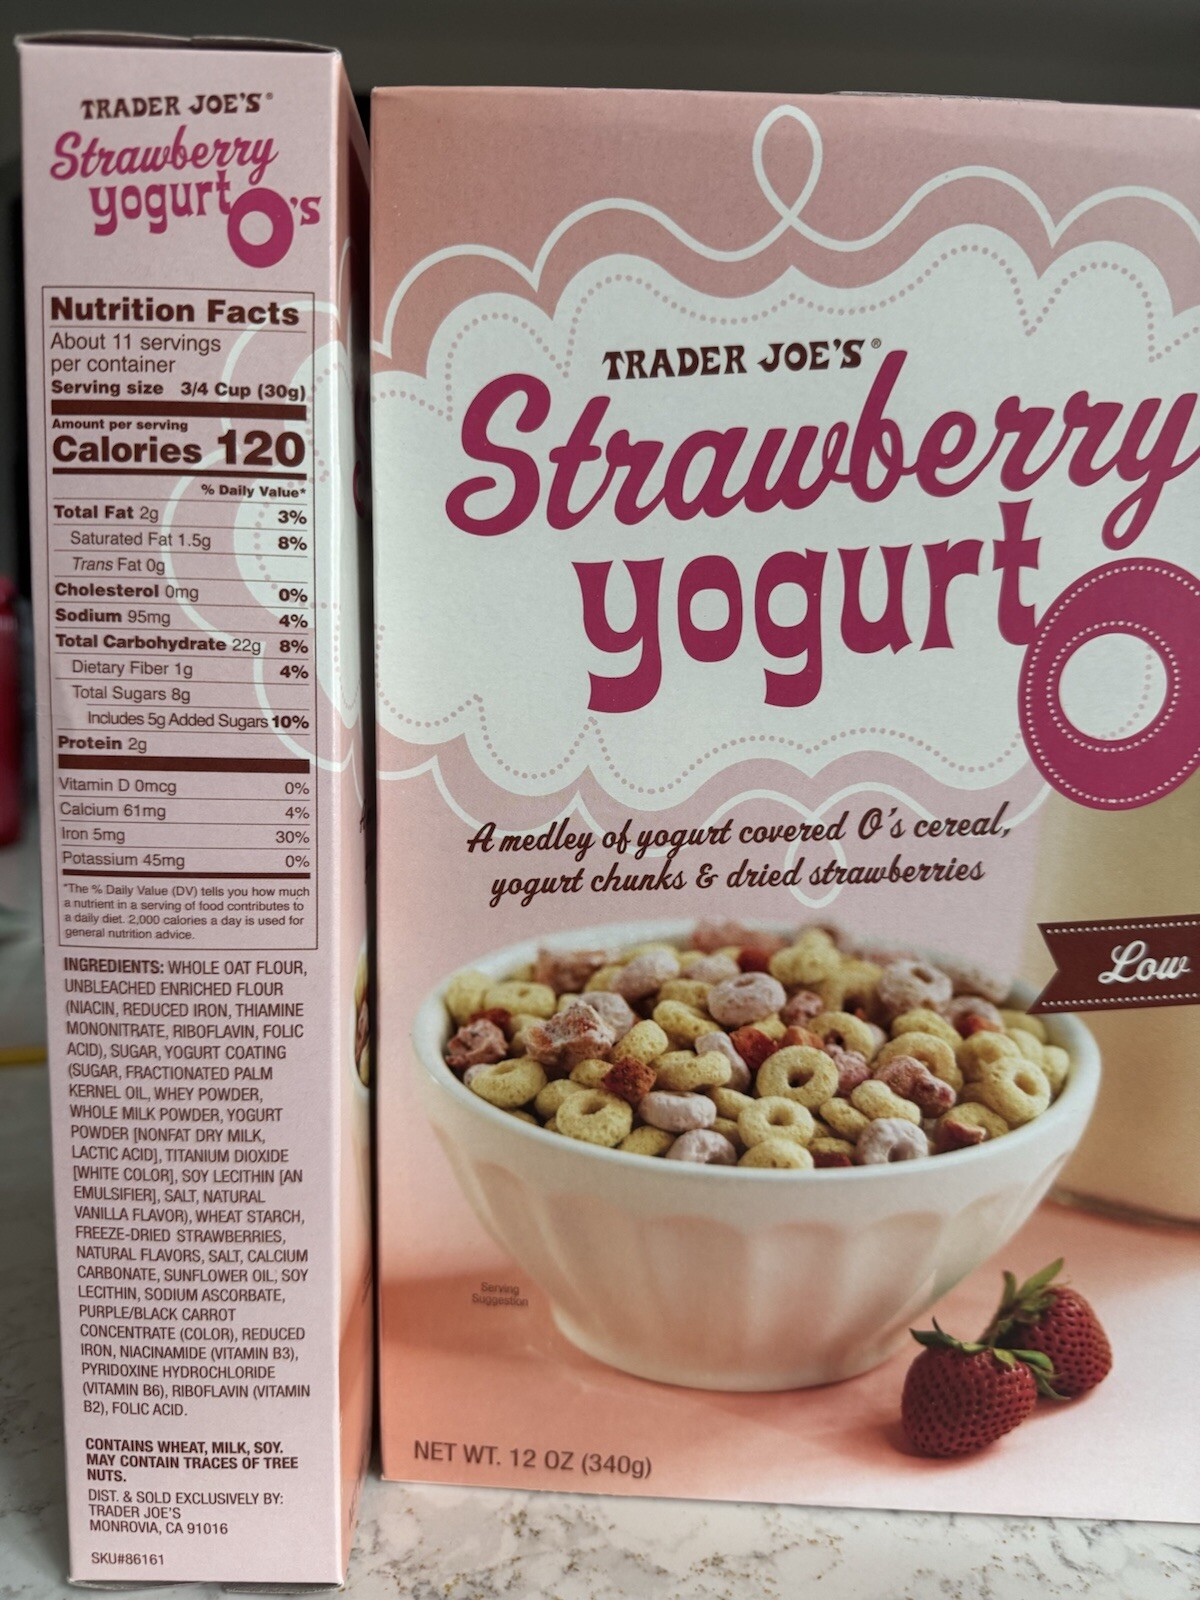 TRADER JOE'S®
Strawberry
yogurt O's
Nutrition Facts
About 11 servings
per container
Serving size 3/4 Cup (30g)
Amount per serving
Calories 120
% Daily Value*
Total Fat 2g 3%
Saturated Fat 1.5g 8%
Trans Fat 0g
Cholesterol 0mg 0%
Sodium 95mg 4%
Total Carbohydrate 22g 8%
Dietary Fiber 1g 4%
Total Sugars 8g
Includes 5g Added Sugars 10%
Protein 2g
Vitamin D 0mcg 0%
Calcium 61mg 4%
Iron 5mg 30%
Potassium 45mg 0%
*The % Daily Value (DV) tells you how much
a nutrient in a serving of food contributes to
a daily diet. 2,000 calories a day is used for
general nutrition advice.
INGREDIENTS: WHOLE OAT FLOUR,
UNBLEACHED ENRICHED FLOUR
(NIACIN, REDUCED IRON, THIAMINE
MONONITRATE, RIBOFLAVIN, FOLIC
ACID), SUGAR, YOGURT COATING
(SUGAR, FRACTIONATED PALM
KERNEL OIL, WHEY POWDER,
WHOLE MILK POWDER, YOGURT
POWDER [NONFAT DRY MILK,
LACTIC ACID], TITANIUM DIOXIDE
[WHITE COLOR], SOY LECITHIN [AN
EMULSIFIER], SALT, NATURAL
VANILLA FLAVOR), WHEAT STARCH,
FREEZE-DRIED STRAWBERRIES,
NATURAL FLAVORS, SALT, CALCIUM
CARBONATE, SUNFLOWER OIL, SOY
LECITHIN, SODIUM ASCORBATE,
PURPLE/BLACK CARROT
CONCENTRATE (COLOR), REDUCED
IRON, NIACINAMIDE (VITAMIN B3),
PYRIDOXINE HYDROCHLORIDE
(VITAMIN B6), RIBOFLAVIN (VITAMIN
B2), FOLIC ACID.
CONTAINS WHEAT, MILK, SOY.
MAY CONTAIN TRACES OF TREE
NUTS.
DIST. & SOLD EXCLUSIVELY BY:
TRADER JOE'S
MONROVIA, CA 91016
SKU#86161
TRADER JOE'S®
Strawberry
yogurt O
A medley of yogurt covered O's cereal,
yogurt chunks & dried strawberries
Low
Serving
Suggestion
NET WT. 12 OZ (340g)